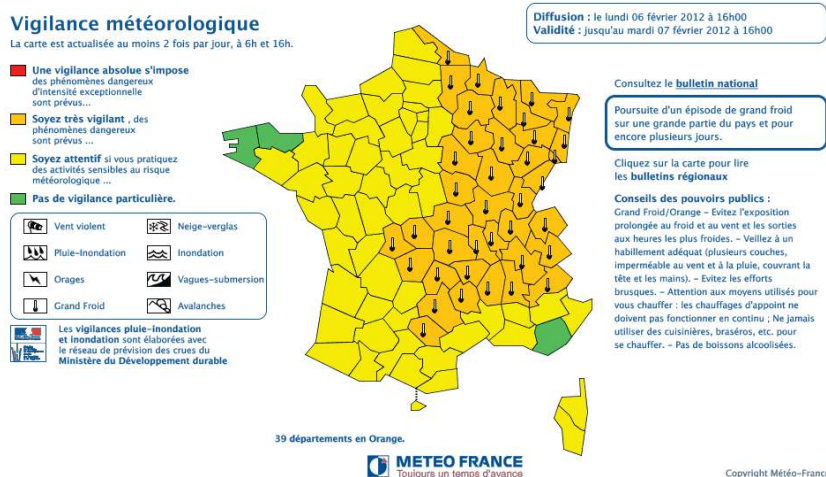 Vigilance météorologique
La carte est actualisée au moins 2 fois par jour, à 6h et 16h.
Une vigilance absolue s'impose
des phénomènes dangereux
d'intensité exceptionnelle
sont prévus...
Soyez très vigilant , des
phénomènes dangereux
sont prévus ...
Soyez attentif si vous pratiquez
des activités sensibles au risque
météorologique ...
Pas de vigilance particulière.
Vent violent
Neige-verglas
Pluie-Inondation
Inondation
Orages
Vagues-submersion
Grand Froid
Avalanches
Les vigilances pluie-inondation
et inondation sont élaborées avec
le réseau de prévision des crues du
Ministère du Développement durable
39 départements en Orange.
METEO FRANCE
Toujours un temps d'avance
Diffusion : le lundi 06 février 2012 à 16h00
Validité : jusqu'au mardi 07 février 2012 à 16h00
Consultez le bulletin national
Poursuite d'un épisode de grand froid
sur une grande partie du pays et pour
encore plusieurs jours.
Cliquez sur la carte pour lire
les bulletins régionaux
Conseils des pouvoirs publics :
Grand Froid/Orange – Evitez l'exposition
prolongée au froid et au vent et les sorties
aux heures les plus froides. – Veillez à un
habillement adéquat (plusieurs couches,
imperméable au vent et à la pluie, couvrant la
tête et les mains). – Evitez les efforts
brusques. – Attention aux moyens utilisés pour
vous chauffer : les chauffages d'appoint ne
doivent pas fonctionner en continu ; Ne jamais
utiliser des cuisinières, braséros, etc. pour
se chauffer. – Pas de boissons alcoolisées.
Copyright Météo-France